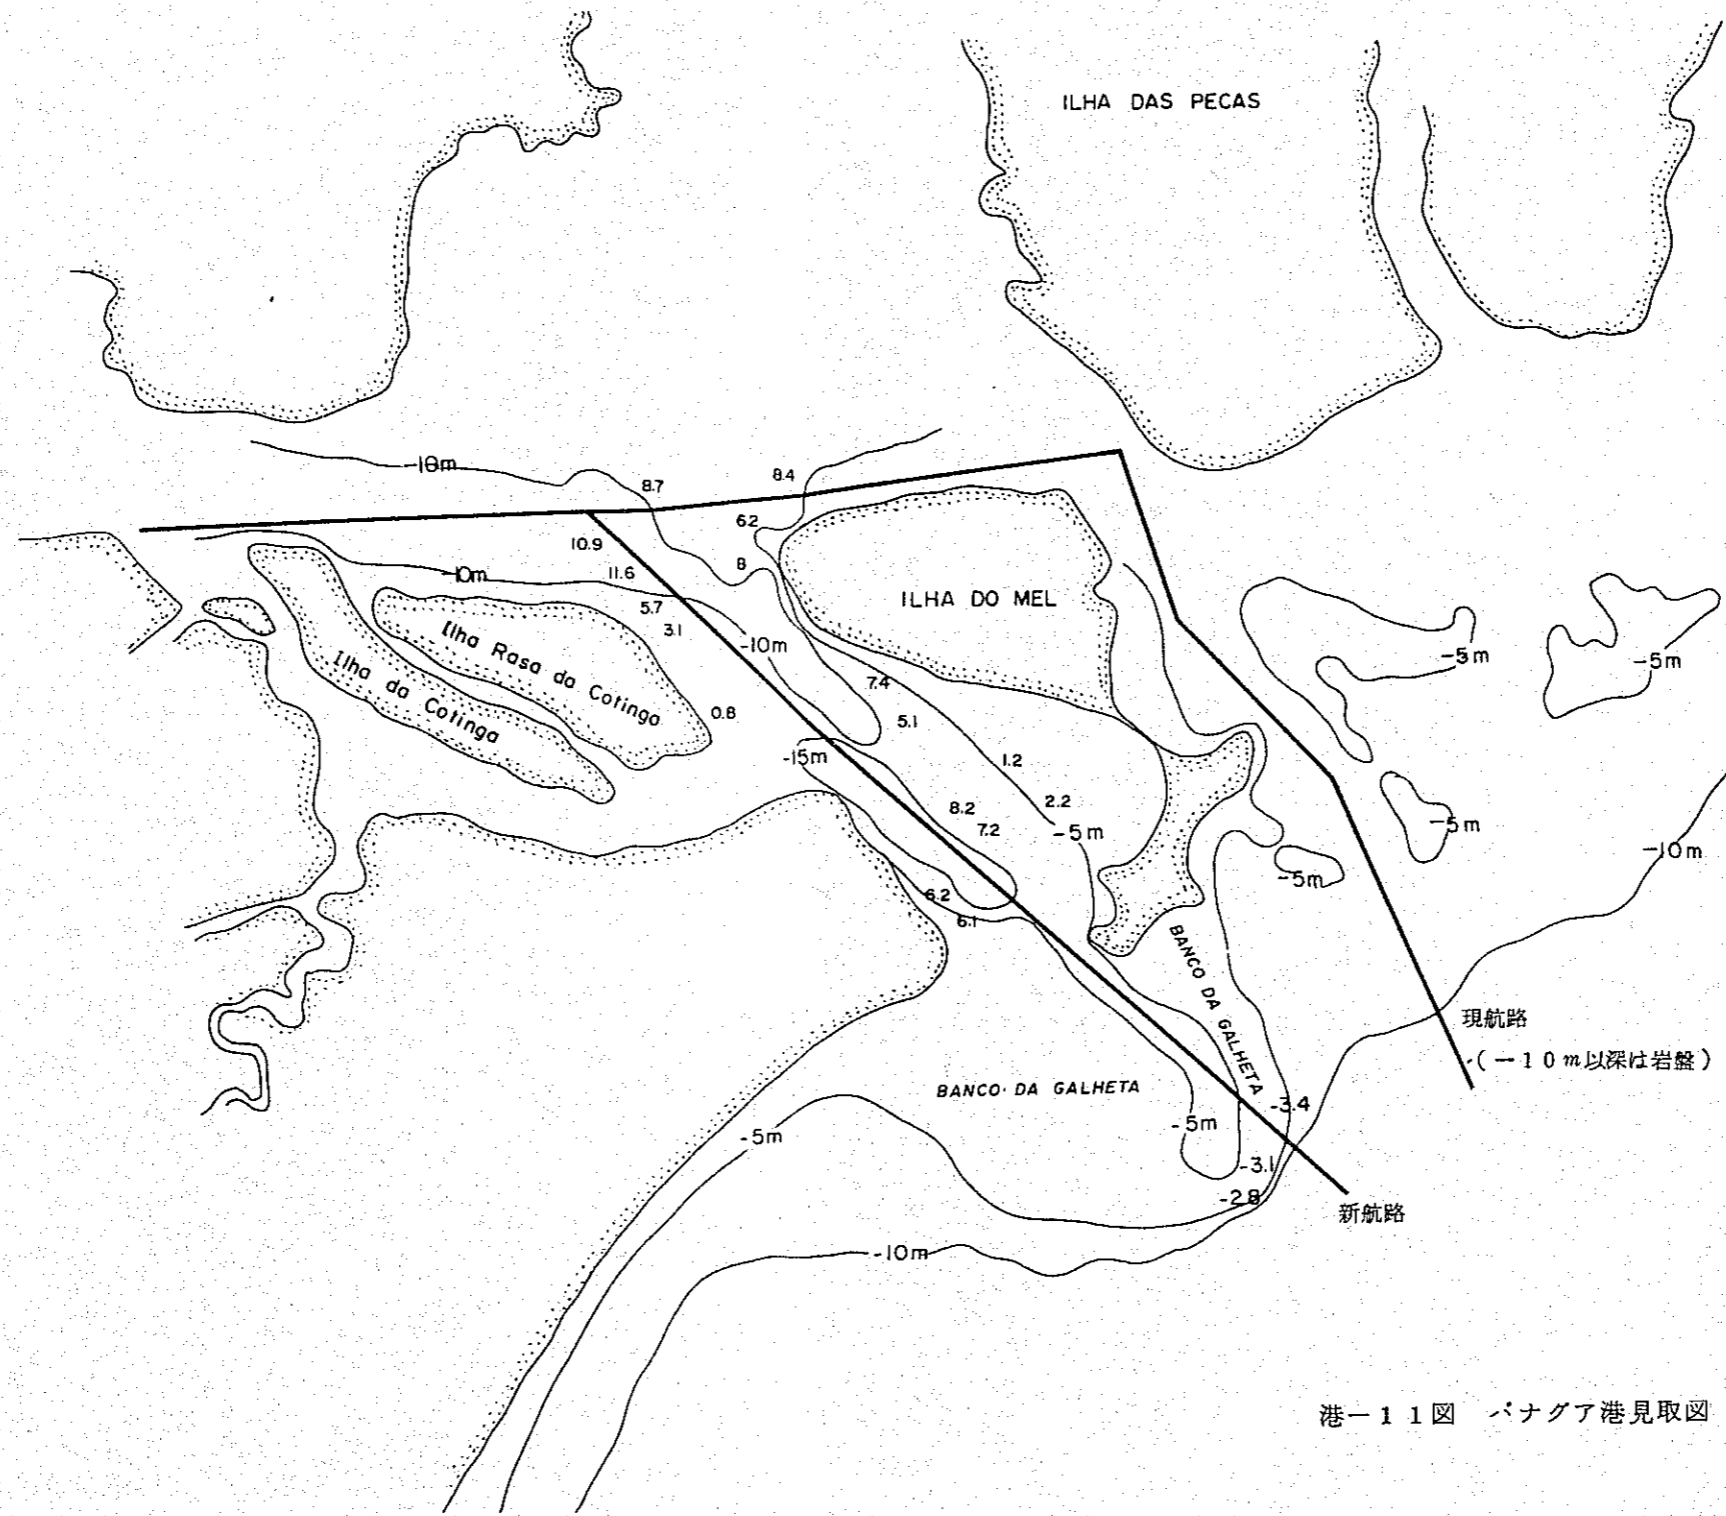 ILHA DAS PECAS
-10m
8.7
8.4
6.2
10.9
8
11.6
-10m
5.7
3.1
ILHA DO MEL
Ilha Rasa da Cotinga
Ilha da Cotinga
-10m
-5m
-5m
7.4
0.8
5.1
-15m
1.2
8.2
2.2
7.2
-5m
-5m
-10m
-5m
6.2
6.1
BANCO DA GALHETA
現航路
(-10m以深は岩盤)
BANCO DA GALHETA
-3.4
-5m
-5m
-3.1
-2.8
新航路
-10m
港-11図 パナグア港見取図